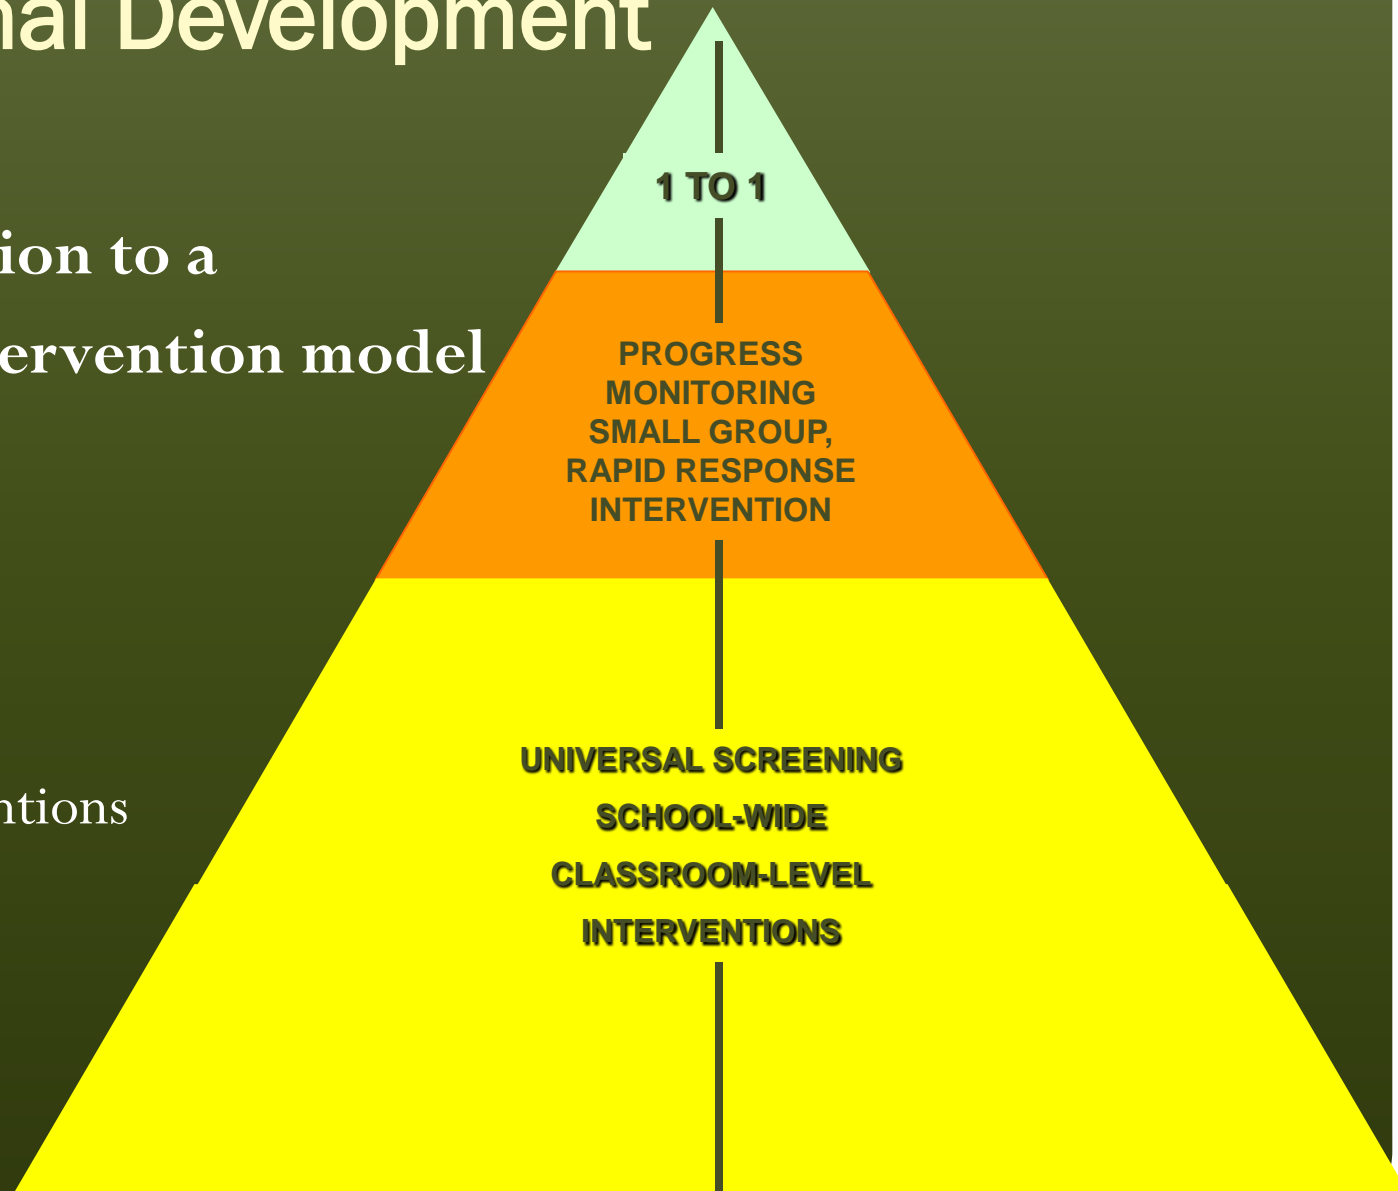 nal Development
1 TO 1
ion to a
ervention model
PROGRESS
MONITORING
SMALL GROUP,
RAPID RESPONSE
INTERVENTION
UNIVERSAL SCREENING
ntions
SCHOOL-WIDE
CLASSROOM-LEVEL
INTERVENTIONS